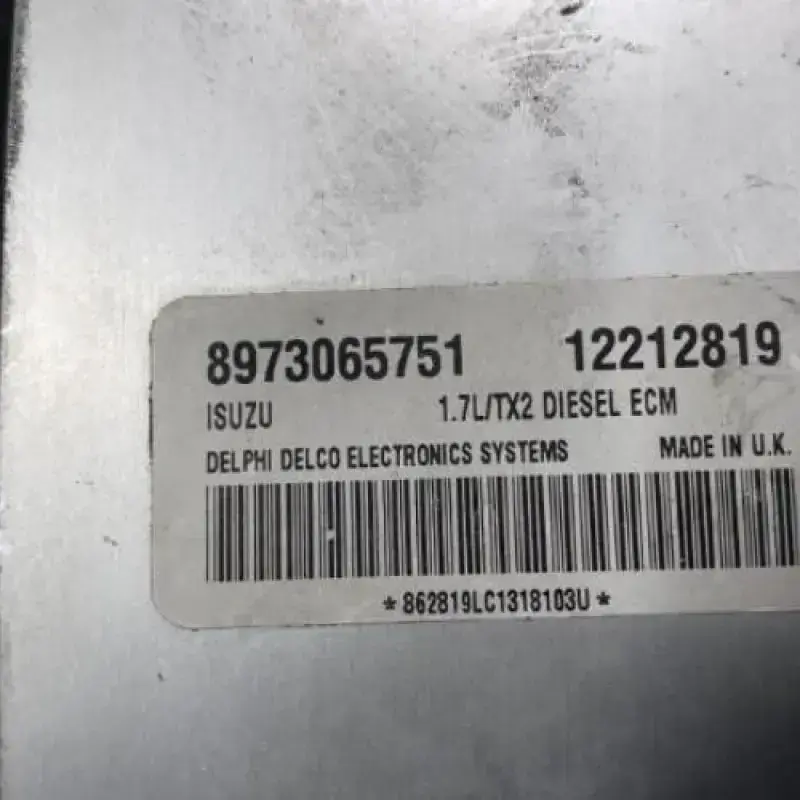 8973065751 12212819
ISUZU 1.7L/TX2 DIESEL ECM
DELPHI DELCO ELECTRONICS SYSTEMS MADE IN U.K.
*862819LC1318103U*